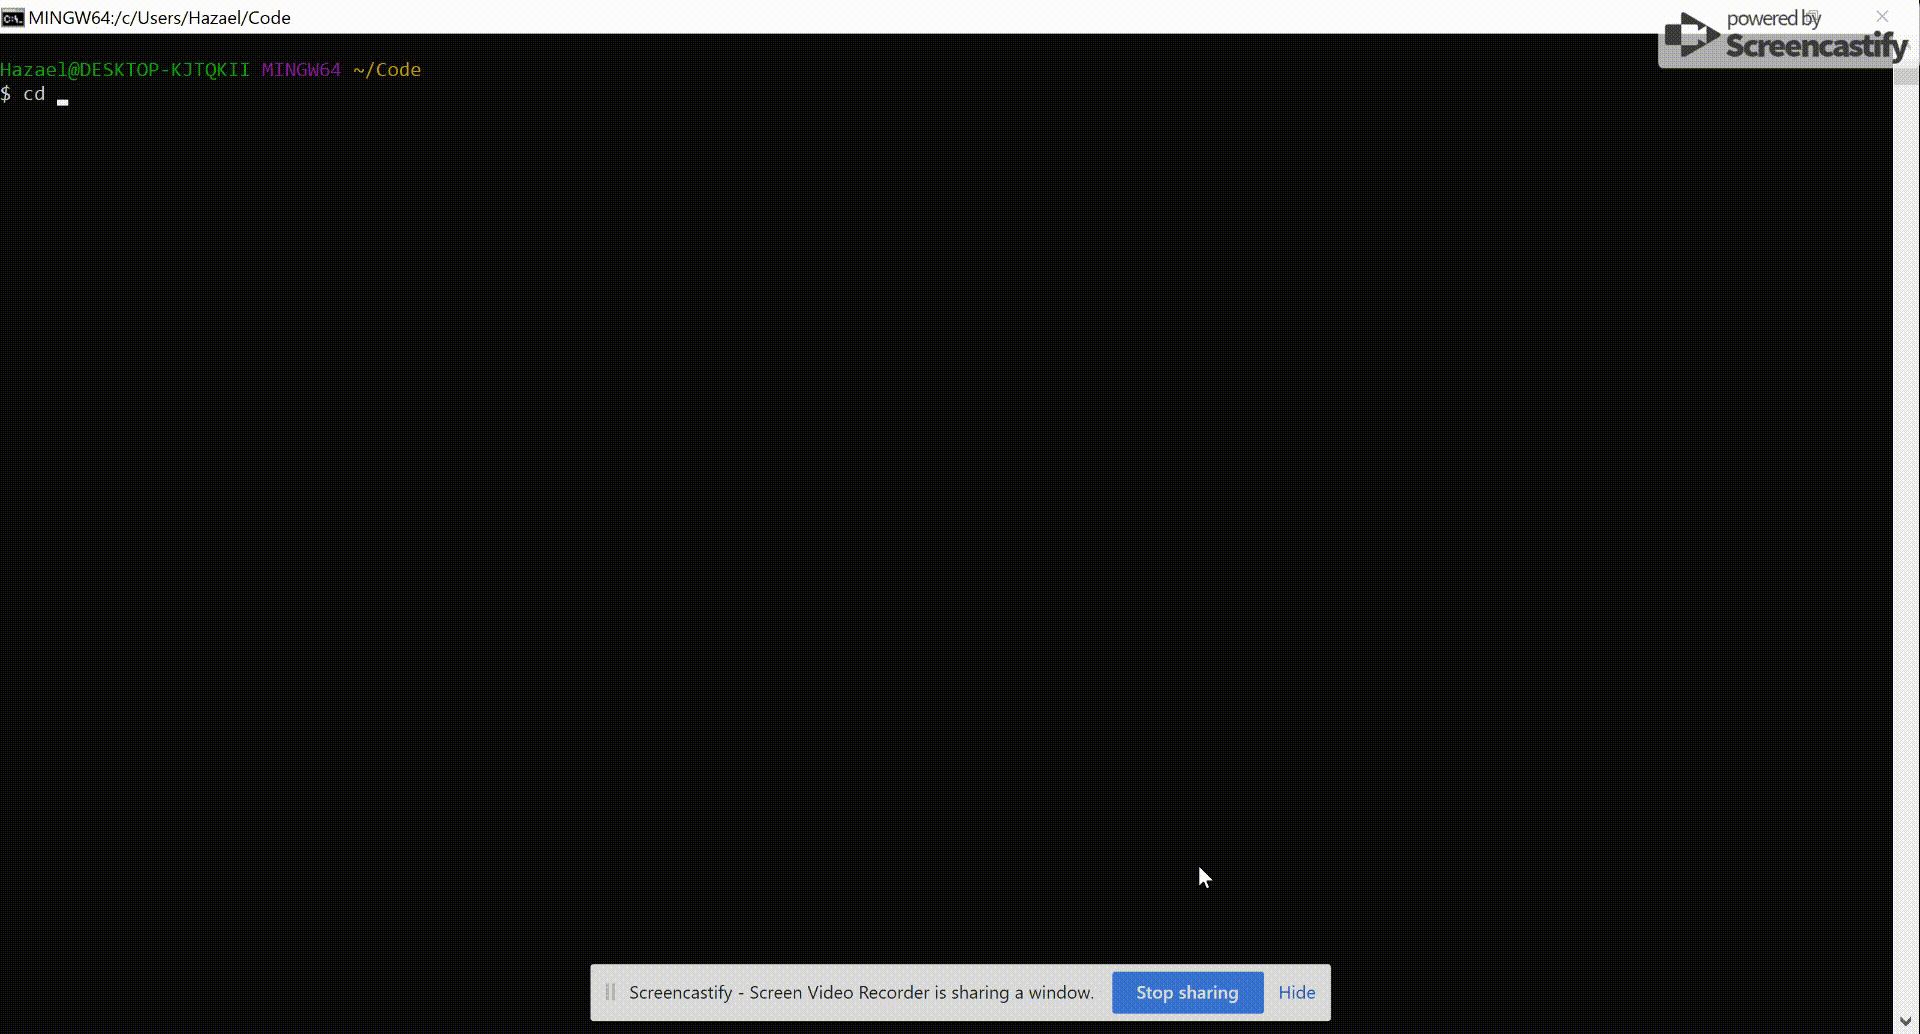 MINGW64:/c/Users/Hazael/Code
powered by
Screencastify
Hazael@DESKTOP-KJTQKII MINGW64 ~/Code
$ cd
Screencastify - Screen Video Recorder is sharing a window. Stop sharing Hide